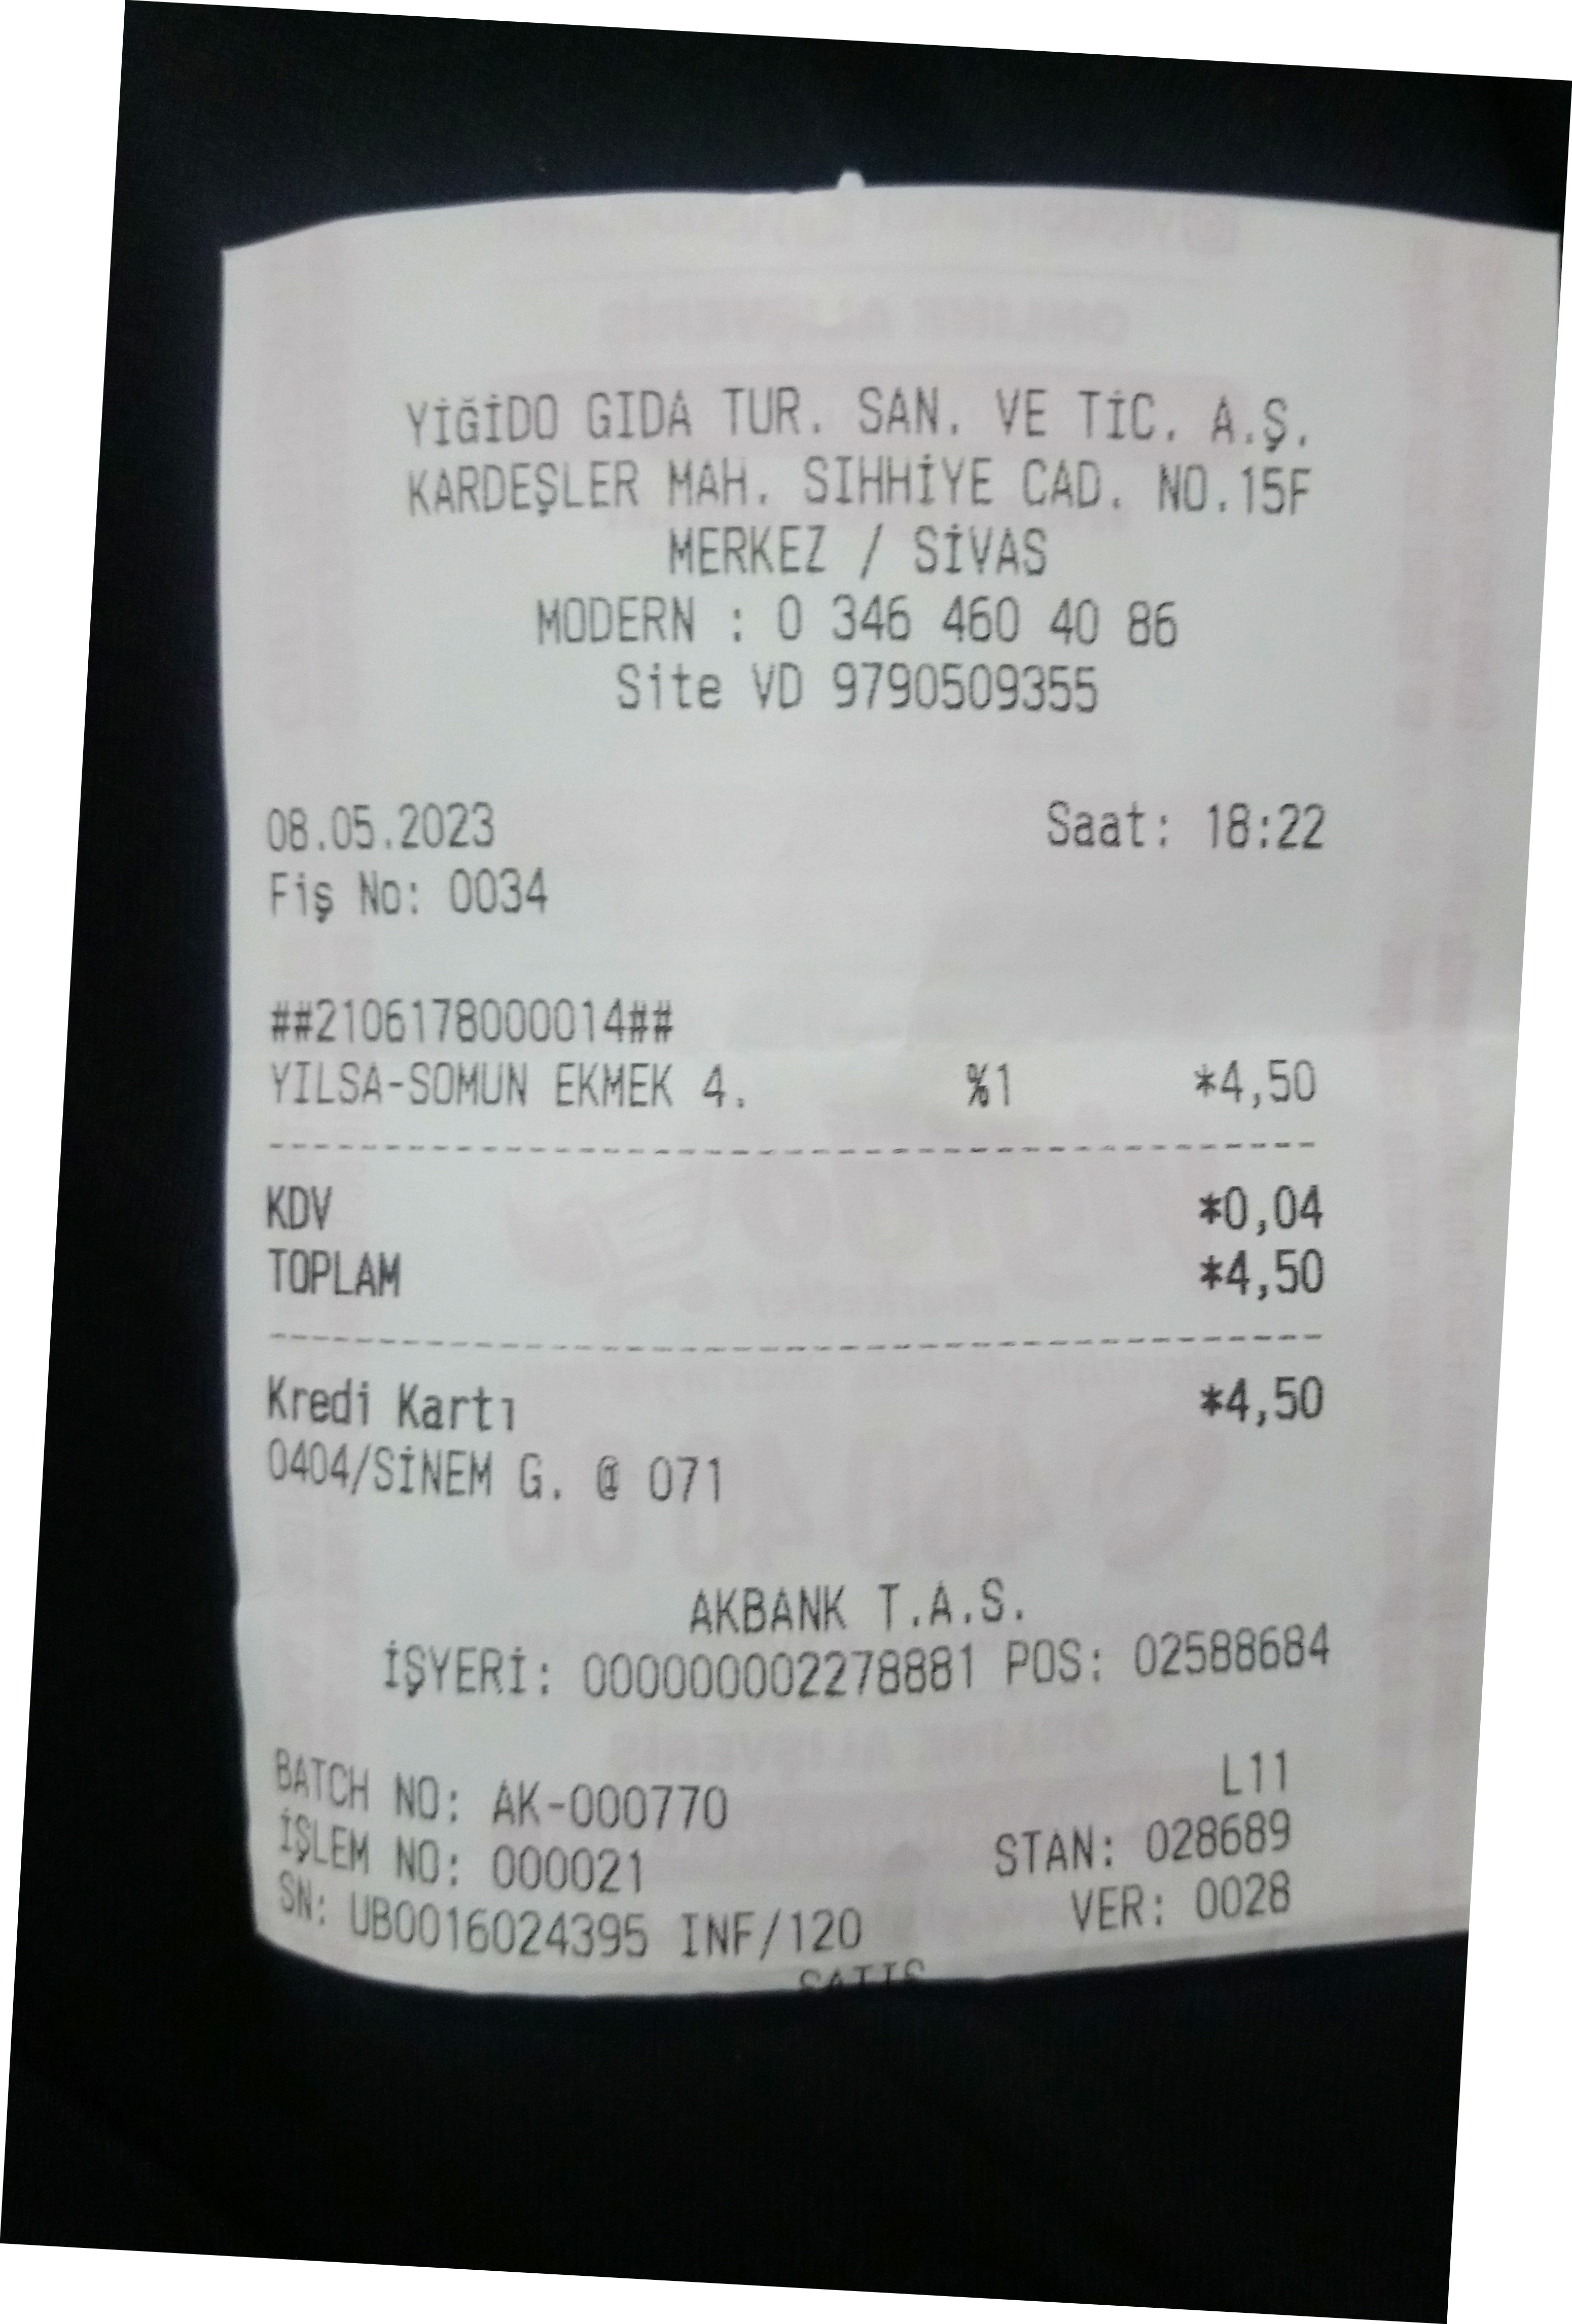 YİĞİDO GIDA TUR. SAN. VE TİC. A.Ş.
KARDEŞLER MAH. SIHHİYE CAD. NO.15F
MERKEZ / SİVAS
MODERN : 0 346 460 40 86
Site VD 9790509355
08.05.2023 Saat: 18:22
Fiş No: 0034
##2106178000014##
YILSA-SOMUN EKMEK 4. %1 *4,50
KDV *0,04
TOPLAM *4,50
Kredi Kartı *4,50
0404/SİNEM G. @ 071
AKBANK T.A.S.
İŞYERİ: 000000002278881 POS: 02588684
L11
BATCH NO: AK-000770
İŞLEM NO: 000021 STAN: 028689
SN: UB0016024395 INF/120 VER: 0028